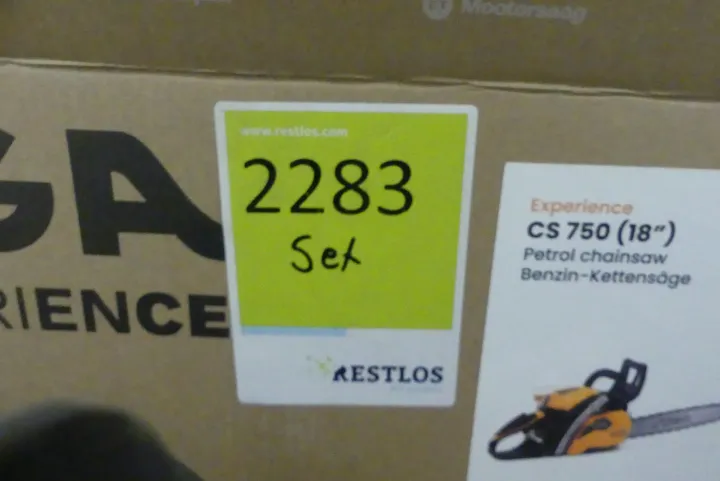 Mootorsaag
GA
RIENCE
www.restlos.com
2283
Set
RESTLOS
Experience
CS 750 (18")
Petrol chainsaw
Benzin-Kettensäge